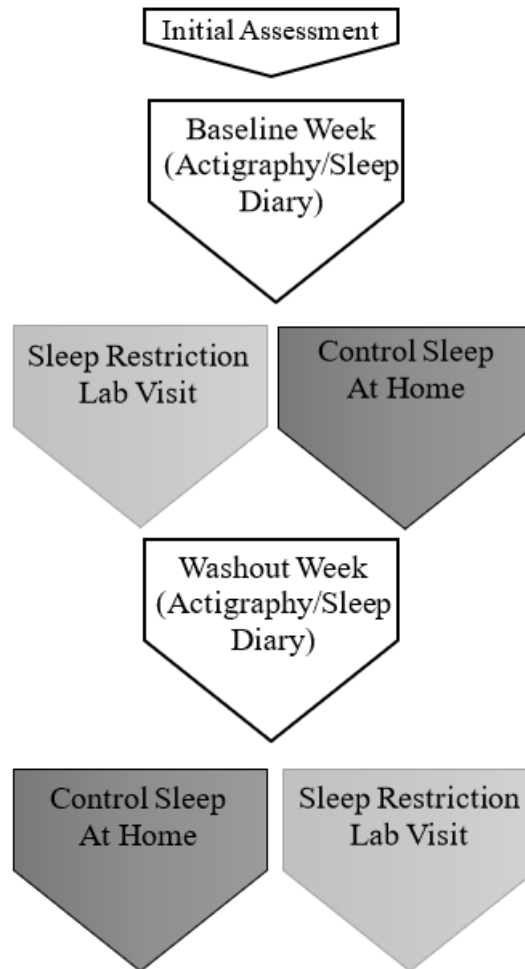 Initial Assessment
Baseline Week
(Actigraphy/Sleep
Diary)
Sleep Restriction
Lab Visit
Control Sleep
At Home
Washout Week
(Actigraphy/Sleep
Diary)
Control Sleep
At Home
Sleep Restriction
Lab Visit